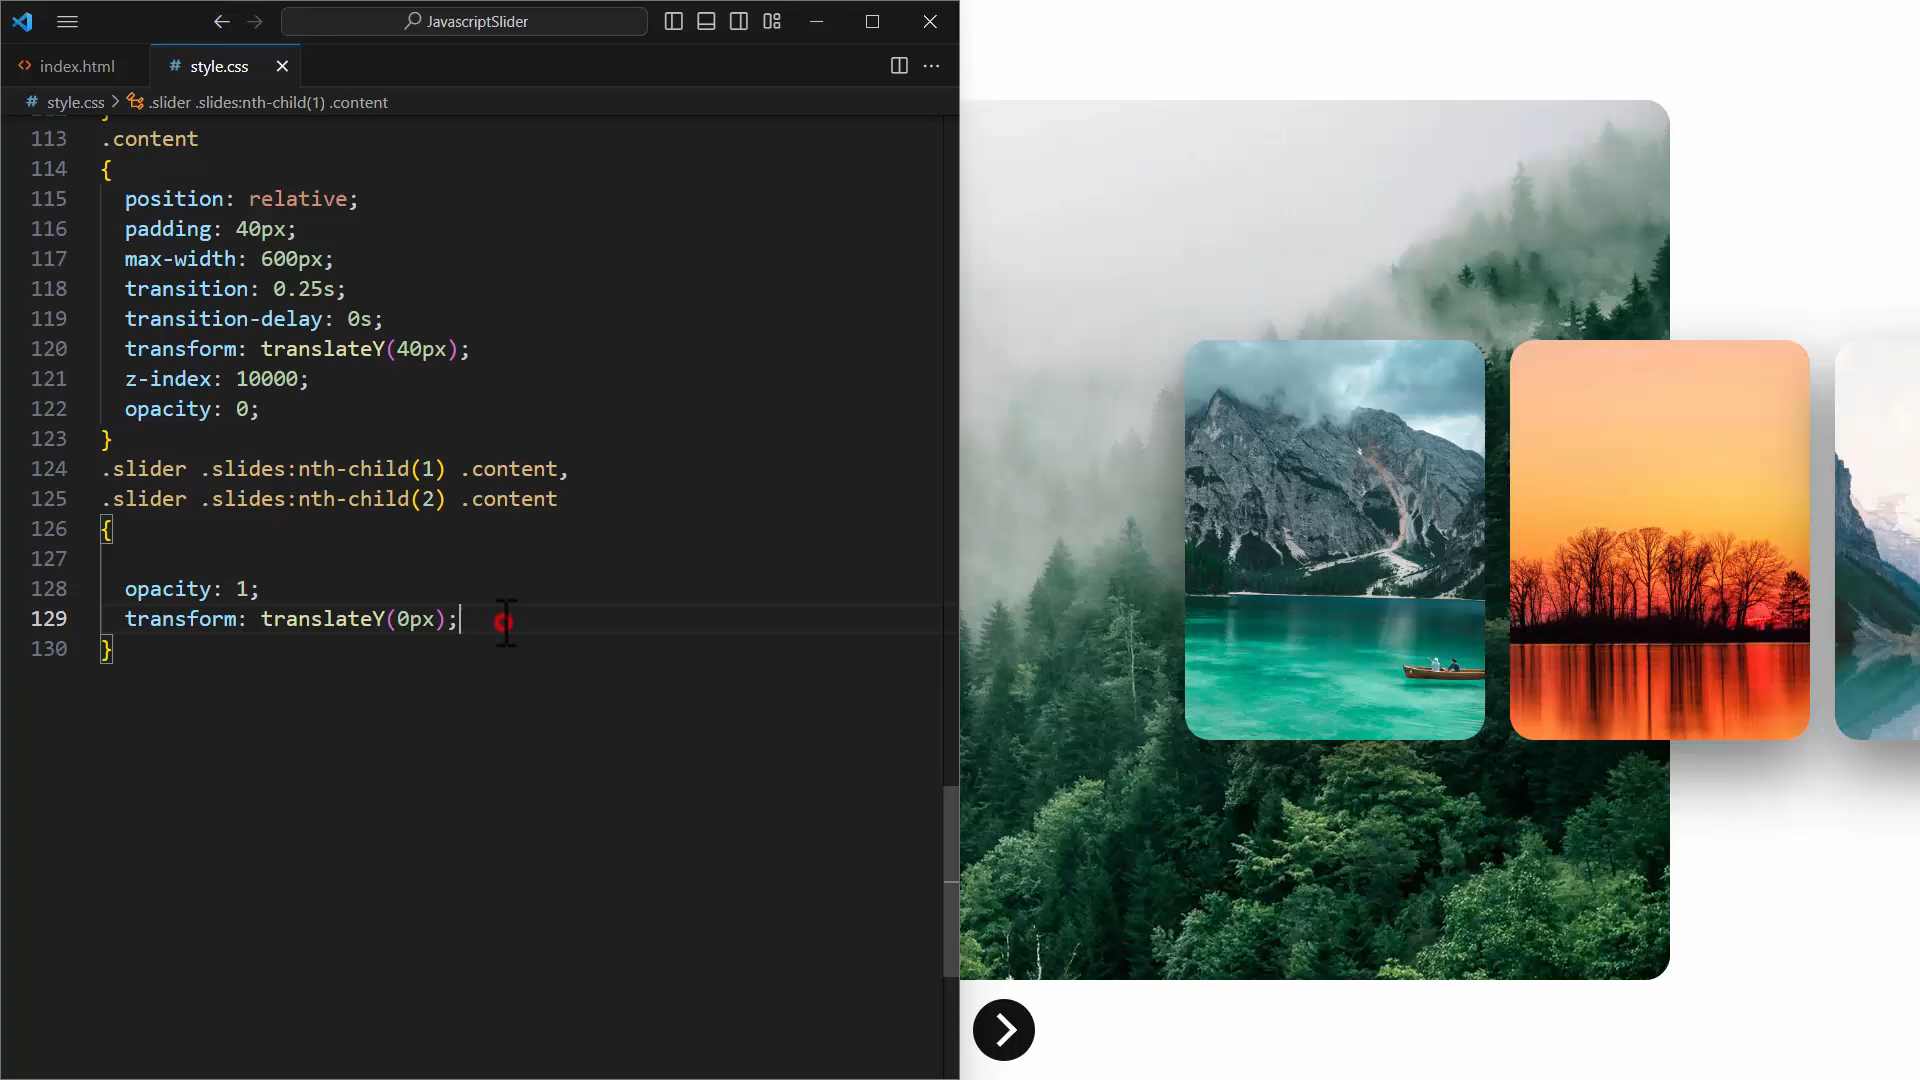 JavascriptSlider
index.html
# style.css
# style.css > .slider .slides:nth-child(1) .content
113 .content
114 {
115 position: relative;
116 padding: 40px;
117 max-width: 600px;
118 transition: 0.25s;
119 transition-delay: 0s;
120 transform: translateY(40px);
121 z-index: 10000;
122 opacity: 0;
123 }
124 .slider .slides:nth-child(1) .content,
125 .slider .slides:nth-child(2) .content
126 {
127
128 opacity: 1;
129 transform: translateY(0px);
130 }